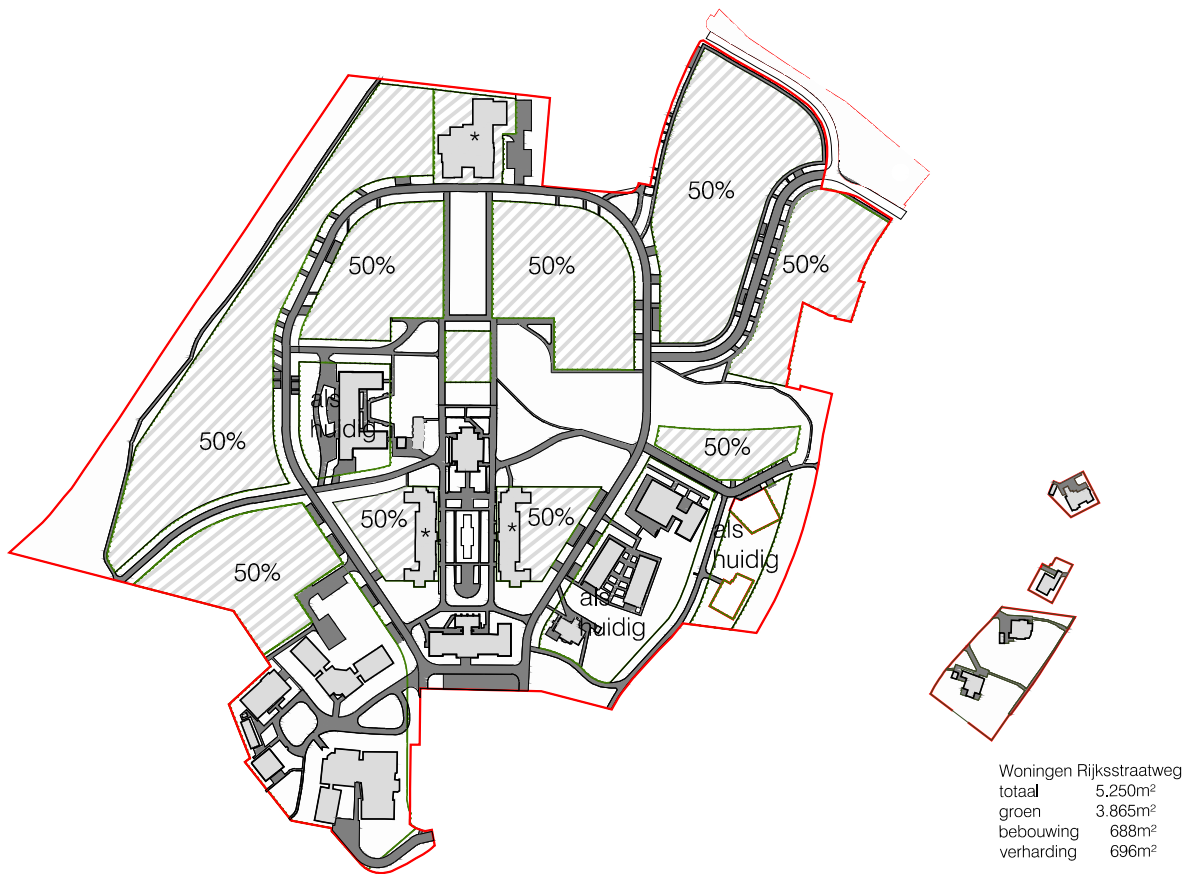 *
50%
50%
50%
50%
als
huidig
50%
50%
50%
*
50%
*
als
huidig
50%
als
huidig
Woningen Rijksstraatweg
totaal 5.250m²
groen 3.865m²
bebouwing 688m²
verharding 696m²